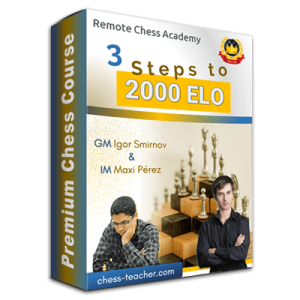 Remote Chess Academy
3 Steps to
2000 ELO
GM Igor Smirnov
&
IM Maxi Pérez
chess-teacher.com
Premium Chess Course